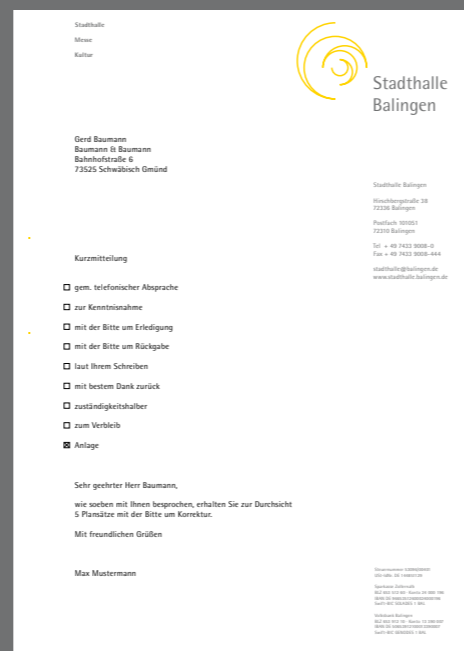 Stadthalle
Messe
Kultur
Stadthalle
Balingen
Gerd Baumann
Baumann & Baumann
Bahnhofstraße 6
73525 Schwäbisch Gmünd
Stadthalle Balingen
Hirschbergstraße 38
72336 Balingen
Postfach 101051
72310 Balingen
Tel + 49 7433 9008-0
Fax + 49 7433 9008-444
stadthalle@balingen.de
www.stadthalle.balingen.de
Kurzmitteilung
gem. telefonischer Absprache
zur Kenntnisnahme
mit der Bitte um Erledigung
mit der Bitte um Rückgabe
laut Ihrem Schreiben
mit bestem Dank zurück
zuständigkeitshalber
zum Verbleib
Anlage
Sehr geehrter Herr Baumann,
wie soeben mit Ihnen besprochen, erhalten Sie zur Durchsicht
5 Plansätze mit der Bitte um Korrektur.
Mit freundlichen Grüßen
Max Mustermann